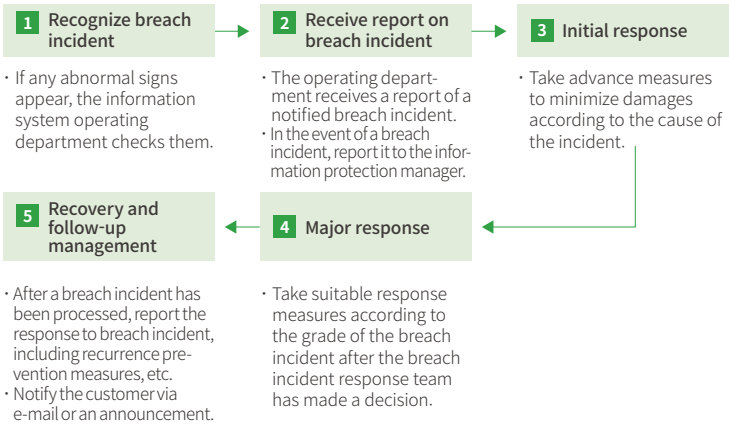 1 Recognize breach
incident
· If any abnormal signs
appear, the information
system operating
department checks them.
2 Receive report on
breach incident
· The operating depart-
ment receives a report of a
notified breach incident.
· In the event of a breach
incident, report it to the infor-
mation protection manager.
3 Initial response
· Take advance measures
to minimize damages
according to the cause of
the incident.
4 Major response
· Take suitable response
measures according to
the grade of the breach
incident after the breach
incident response team
has made a decision.
5 Recovery and
follow-up
management
· After a breach incident has
been processed, report the
response to breach incident,
including recurrence pre-
vention measures, etc.
· Notify the customer via
e-mail or an announcement.